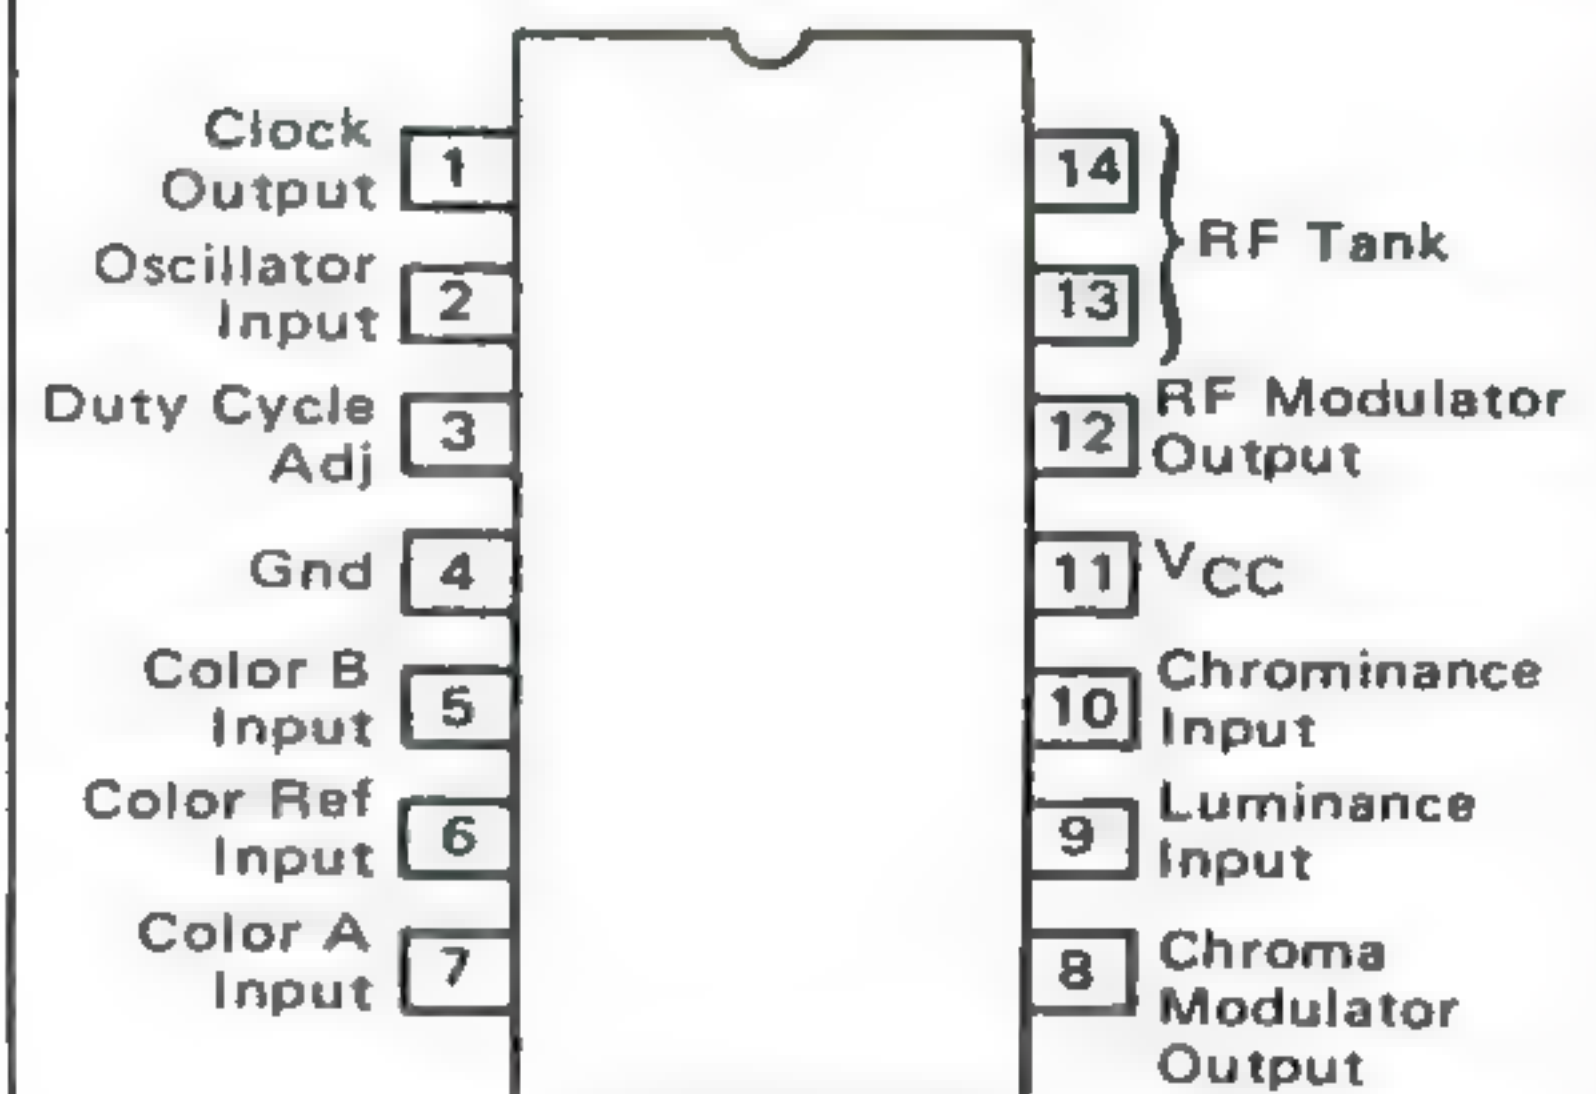 Clock
Output
1
Oscillator
Input
2
Duty Cycle
Adj
3
Gnd
4
Color B
Input
5
Color Ref
Input
6
Color A
Input
7
14
13
RF Tank
12
RF Modulator
Output
11
VCC
10
Chrominance
Input
9
Luminance
Input
8
Chroma
Modulator
Output